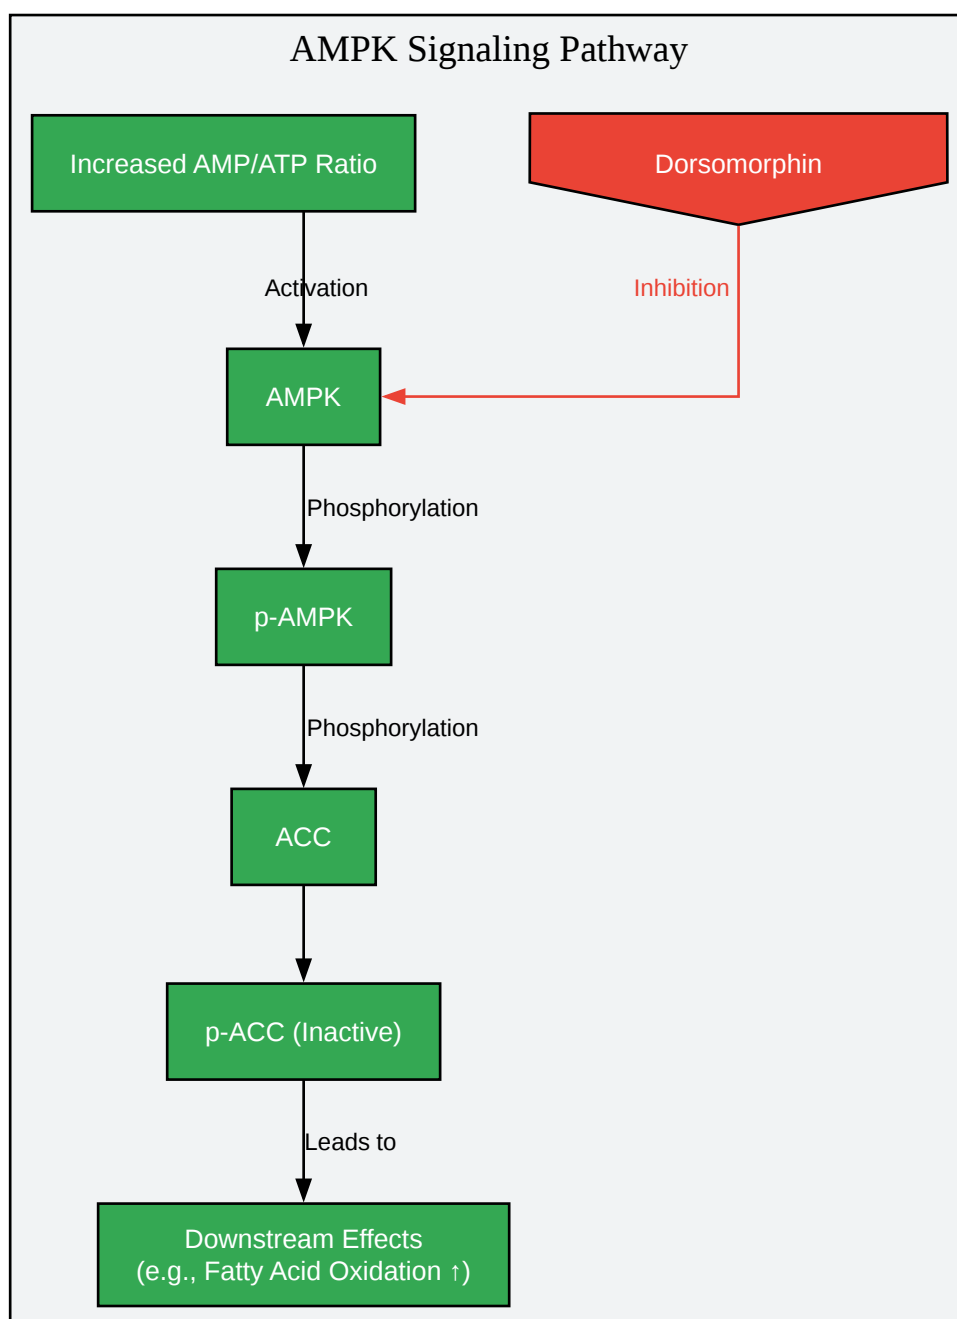 AMPK Signaling Pathway
Increased AMP/ATP Ratio
Dorsomorphin
Activation
Inhibition
AMPK
Phosphorylation
p-AMPK
Phosphorylation
ACC
p-ACC (Inactive)
Leads to
Downstream Effects
(e.g., Fatty Acid Oxidation ↑)